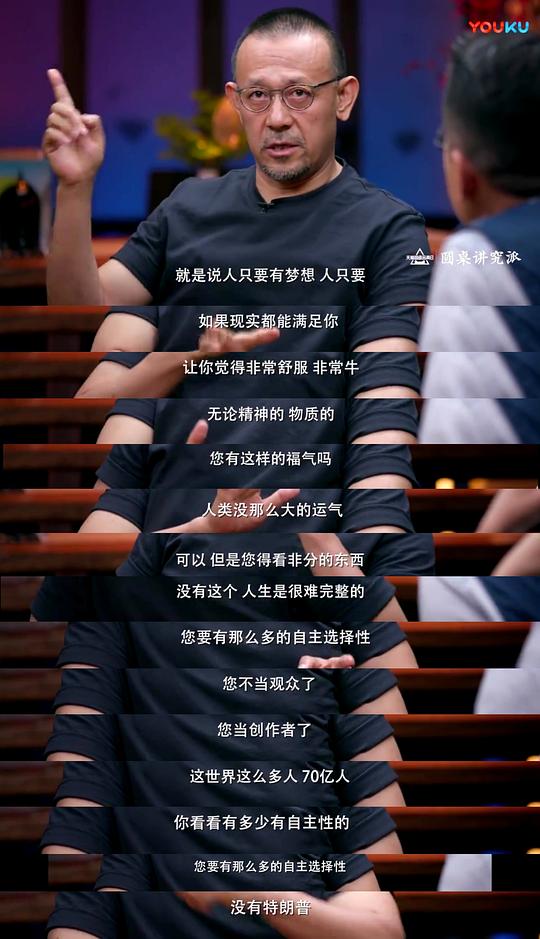 YOUKU
圆桌讲究派
就是说人只要有梦想 人只要
如果现实都能满足你
让你觉得非常舒服 非常牛
无论精神的 物质的
您有这样的福气吗
人类没那么大的运气
可以 但是您得看非分的东西
没有这个 人生是很难完整的
您要有那么多的自主选择性
您不当观众了
您当创作者了
这世界这么多人 70亿人
你看看有多少有自主性的
您要有那么多的自主选择性
没有特朗普